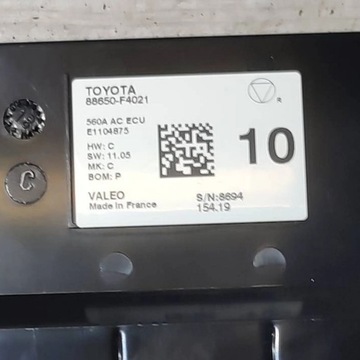 TOYOTA
88650-F4021
R
560A AC ECU
E1104875
HW: C
SW: 11.05
MK: C
BOM: P
10
VALEO
Made in France
S/N:8694
154.19
C